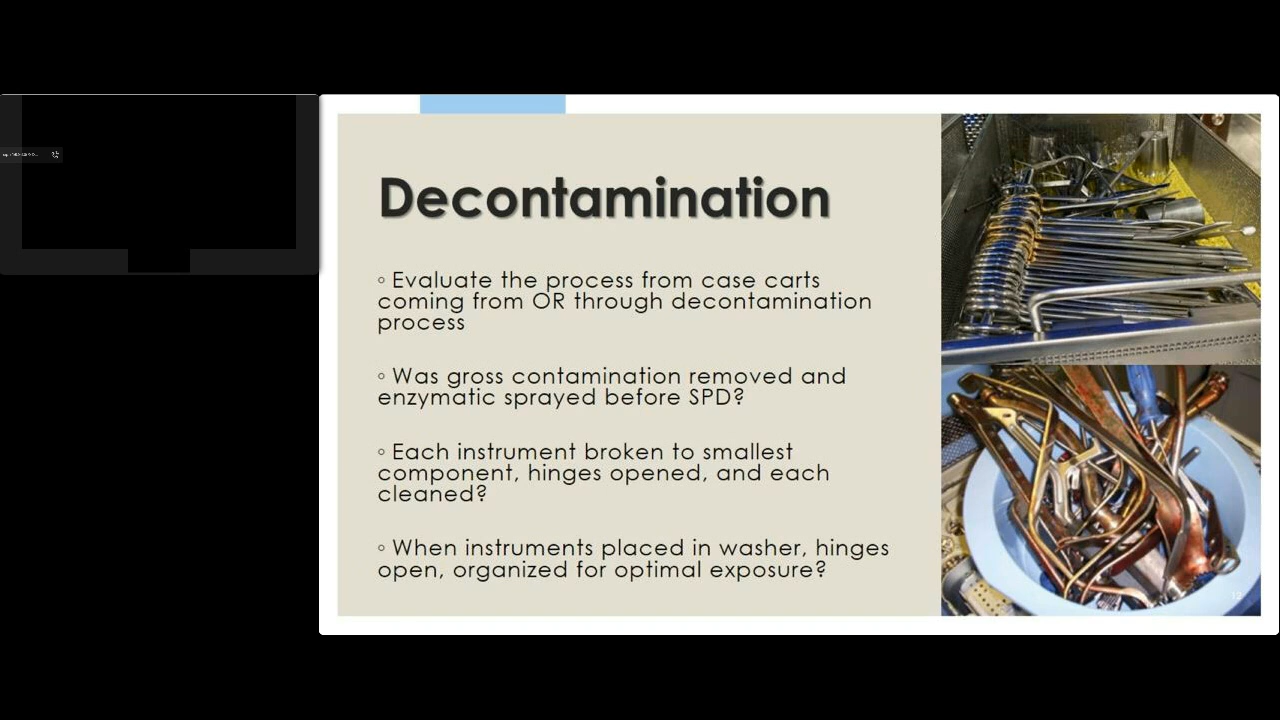 Decontamination
◦ Evaluate the process from case carts
coming from OR through decontamination
process
◦ Was gross contamination removed and
enzymatic sprayed before SPD?
◦ Each instrument broken to smallest
component, hinges opened, and each
cleaned?
◦ When instruments placed in washer, hinges
open, organized for optimal exposure?